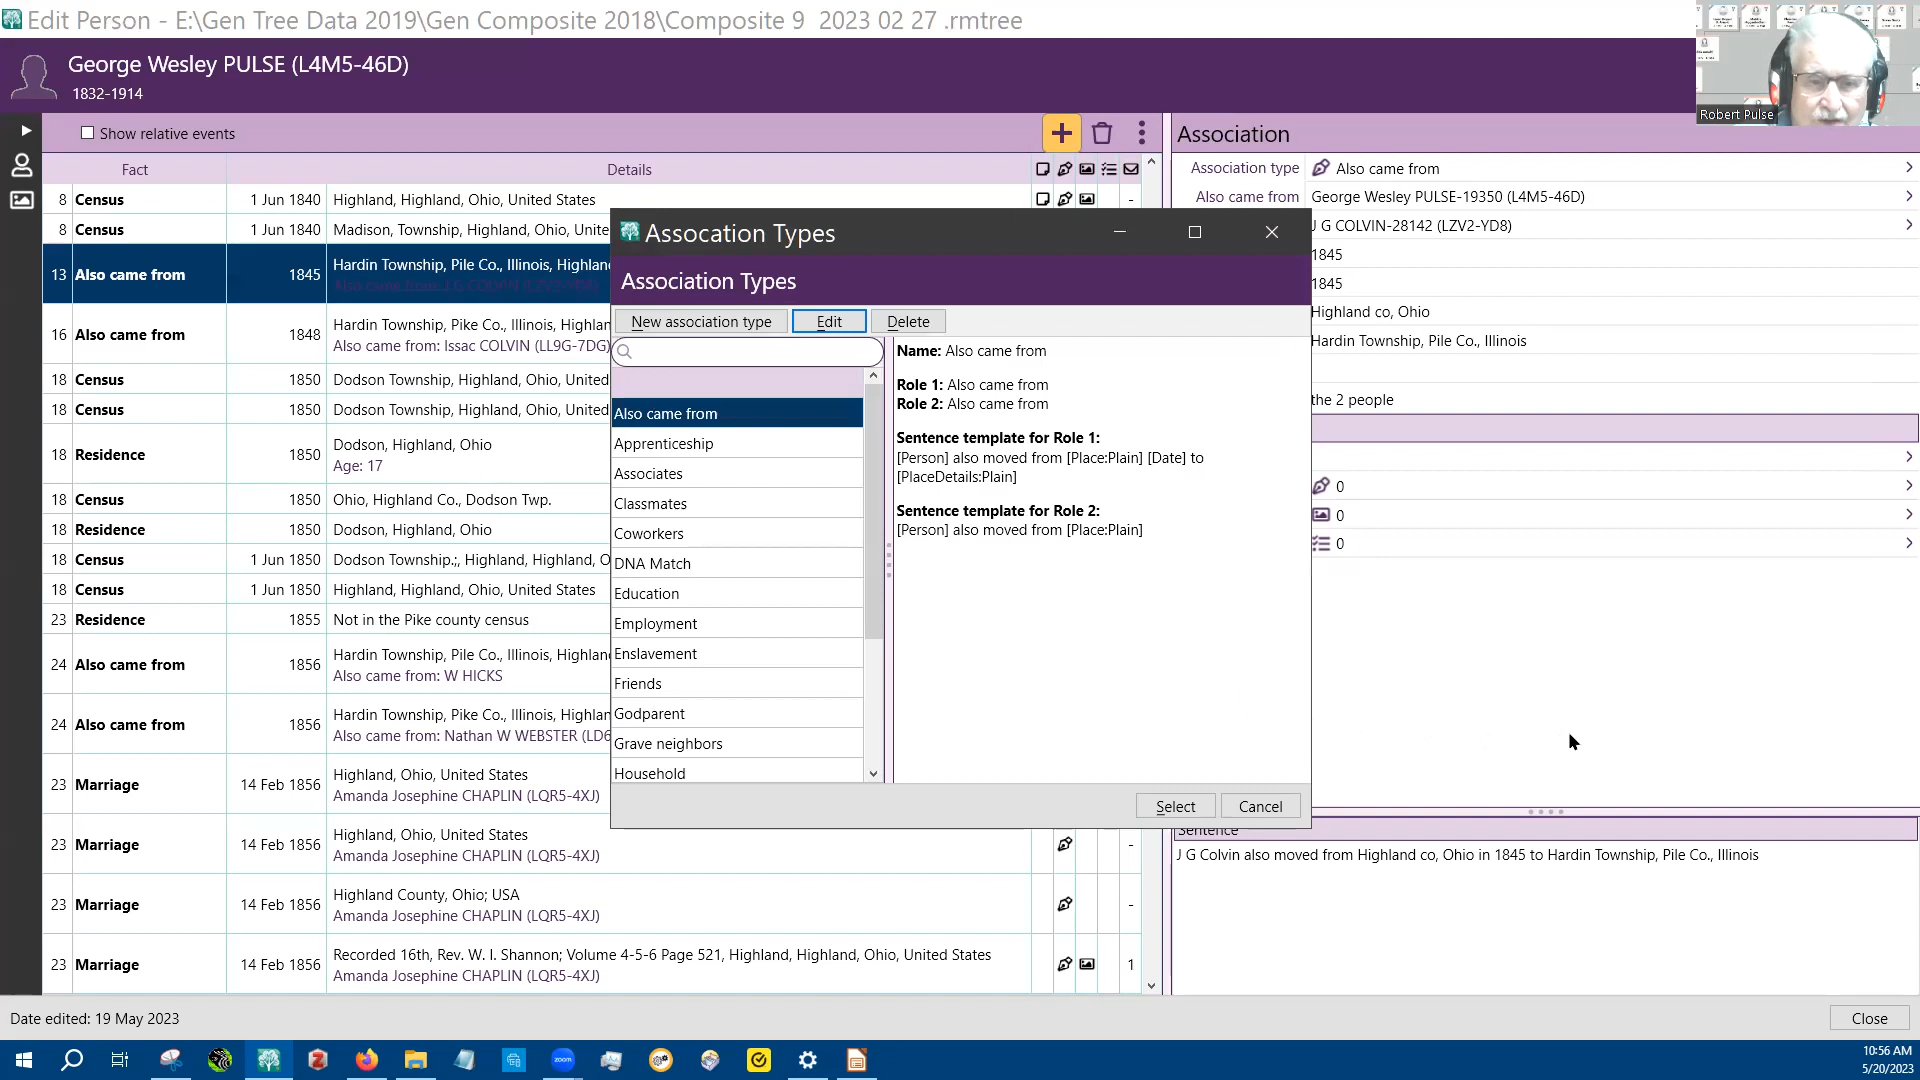 Edit Person - E:\Gen Tree Data 2019\Gen Composite 2018\Composite 9  2023 02 27 .rmtree
George Wesley PULSE (L4M5-46D)
1832-1914
Robert Pulse
Show relative events
Fact Details
8 Census 1 Jun 1840 Highland, Highland, Ohio, United States -
8 Census 1 Jun 1840 Madison, Township, Highland, Ohio, Unite
13 Also came from 1845 Hardin Township, Pile Co., Illinois, Highlan
Also came from: J G COLVIN (LZV2-YD8)
16 Also came from 1848 Hardin Township, Pike Co., Illinois, Highlan
Also came from: Issac COLVIN (LL9G-7DG)
18 Census 1850 Dodson Township, Highland, Ohio, United
18 Census 1850 Dodson Township, Highland, Ohio, United
18 Residence 1850 Dodson, Highland, Ohio
Age: 17
18 Census 1850 Ohio, Highland Co., Dodson Twp.
18 Residence 1850 Dodson, Highland, Ohio
18 Census 1 Jun 1850 Dodson Township.;, Highland, Highland, O
18 Census 1 Jun 1850 Highland, Highland, Ohio, United States
23 Residence 1855 Not in the Pike county census
24 Also came from 1856 Hardin Township, Pile Co., Illinois, Highlan
Also came from: W HICKS
24 Also came from 1856 Hardin Township, Pike Co., Illinois, Highlan
Also came from: Nathan W WEBSTER (LD6
23 Marriage 14 Feb 1856 Highland, Ohio, United States
Amanda Josephine CHAPLIN (LQR5-4XJ)
23 Marriage 14 Feb 1856 Highland, Ohio, United States -
Amanda Josephine CHAPLIN (LQR5-4XJ)
23 Marriage 14 Feb 1856 Highland County, Ohio; USA -
Amanda Josephine CHAPLIN (LQR5-4XJ)
23 Marriage 14 Feb 1856 Recorded 16th, Rev. W. I. Shannon; Volume 4-5-6 Page 521, Highland, Highland, Ohio, United States 1
Amanda Josephine CHAPLIN (LQR5-4XJ)
Assocation Types
Association Types
New association type Edit Delete
Also came from
Apprenticeship
Associates
Classmates
Coworkers
DNA Match
Education
Employment
Enslavement
Friends
Godparent
Grave neighbors
Household
Name: Also came from
Role 1: Also came from
Role 2: Also came from
Sentence template for Role 1:
[Person] also moved from [Place:Plain] [Date] to
[PlaceDetails:Plain]
Sentence template for Role 2:
[Person] also moved from [Place:Plain]
Select Cancel
Association
Association type Also came from
Also came from George Wesley PULSE-19350 (L4M5-46D)
J G COLVIN-28142 (LZV2-YD8)
1845
1845
Highland co, Ohio
Hardin Township, Pile Co., Illinois
the 2 people
0
0
0
Sentence
J G Colvin also moved from Highland co, Ohio in 1845 to Hardin Township, Pile Co., Illinois
Date edited: 19 May 2023
Close
zoom
10:56 AM
5/20/2023